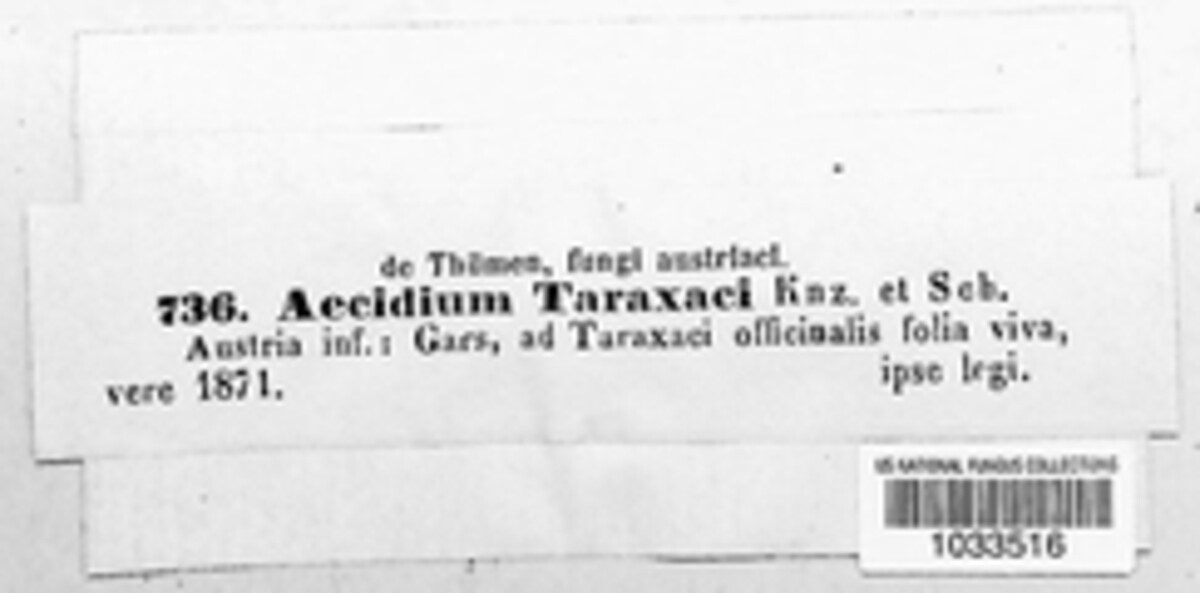 de Thümen, fungi austriaci.
736. Aecidium Taraxaci Knz. et Sch.
Austria inf.: Gars, ad Taraxaci officinalis folia viva,
vere 1871. ipse legi.
US NATIONAL FUNGUS COLLECTIONS
1033516